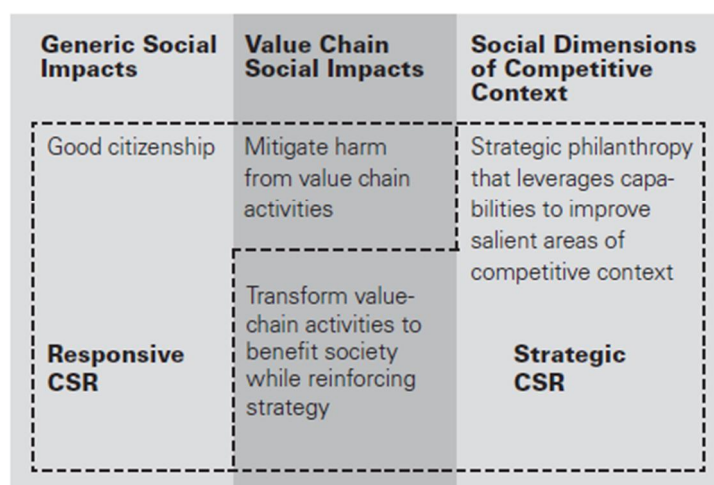 Generic Social
Impacts
Value Chain
Social Impacts
Social Dimensions
of Competitive
Context
Good citizenship
Mitigate harm
from value chain
activities
Strategic philanthropy
that leverages capa-
bilities to improve
salient areas of
competitive context
Transform value-
chain activities to
benefit society
while reinforcing
strategy
Responsive
CSR
Strategic
CSR